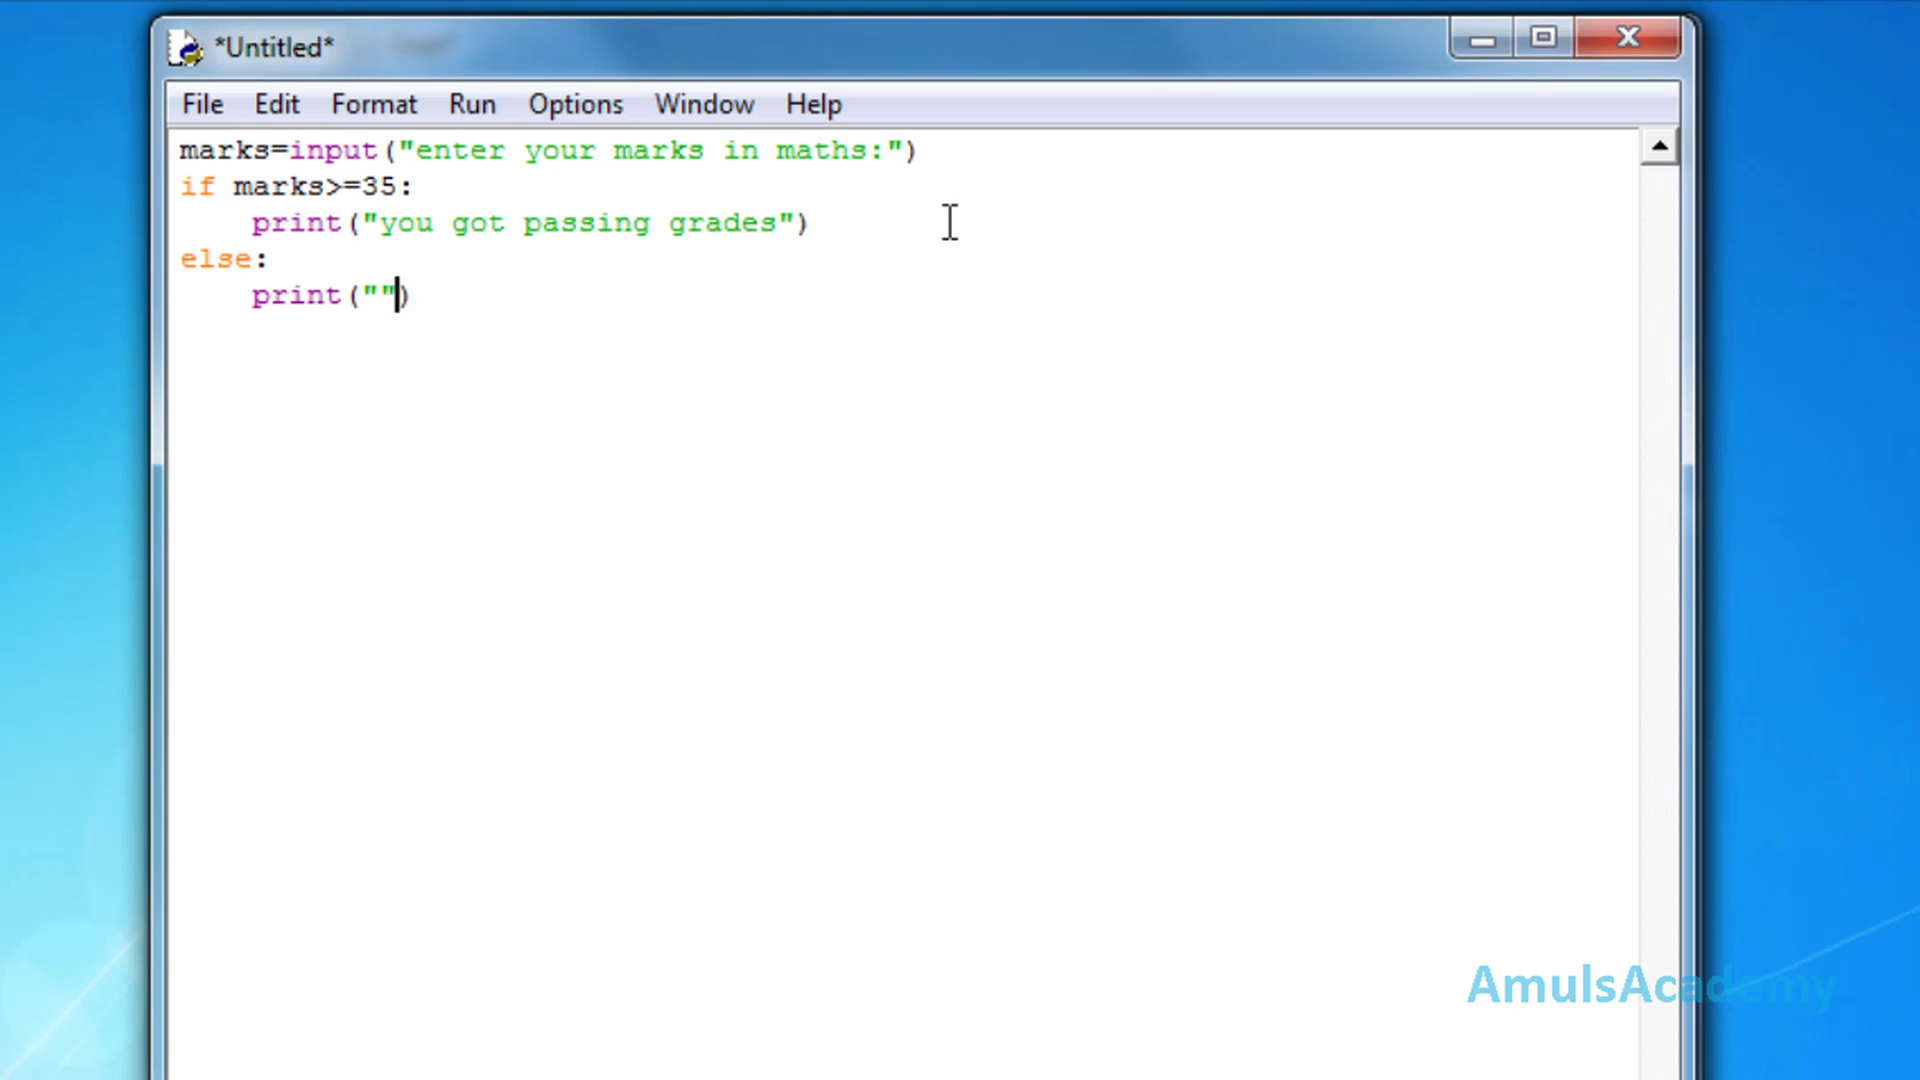 *Untitled*
File Edit Format Run Options Window Help
marks=input("enter your marks in maths:")
if marks>=35:
    print("you got passing grades")
else:
    print("")
AmulsAcademy